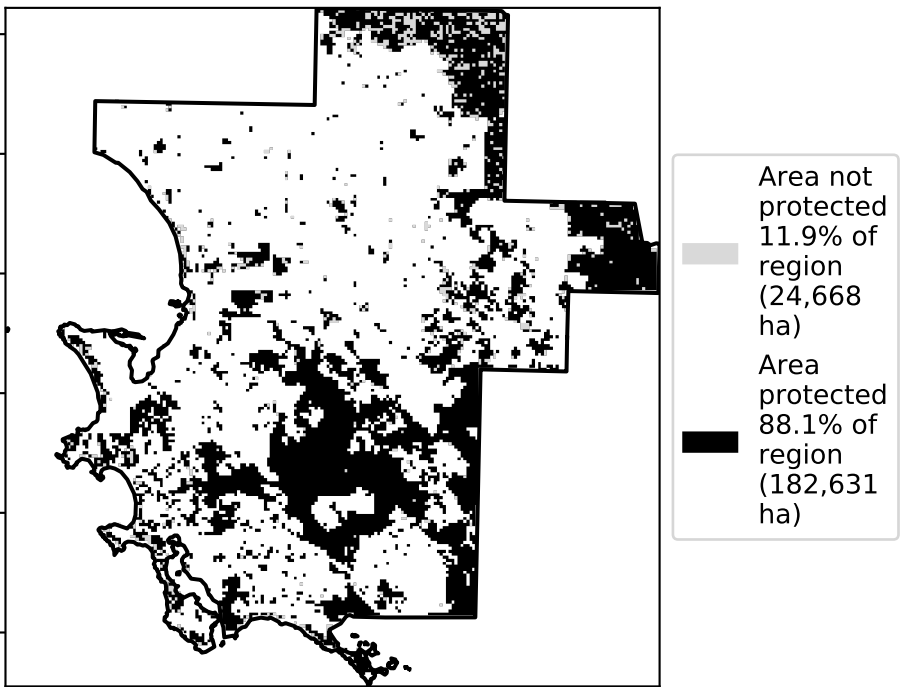 Area not
protected
11.9% of
region
(24,668
ha)
Area
protected
88.1% of
region
(182,631
ha)